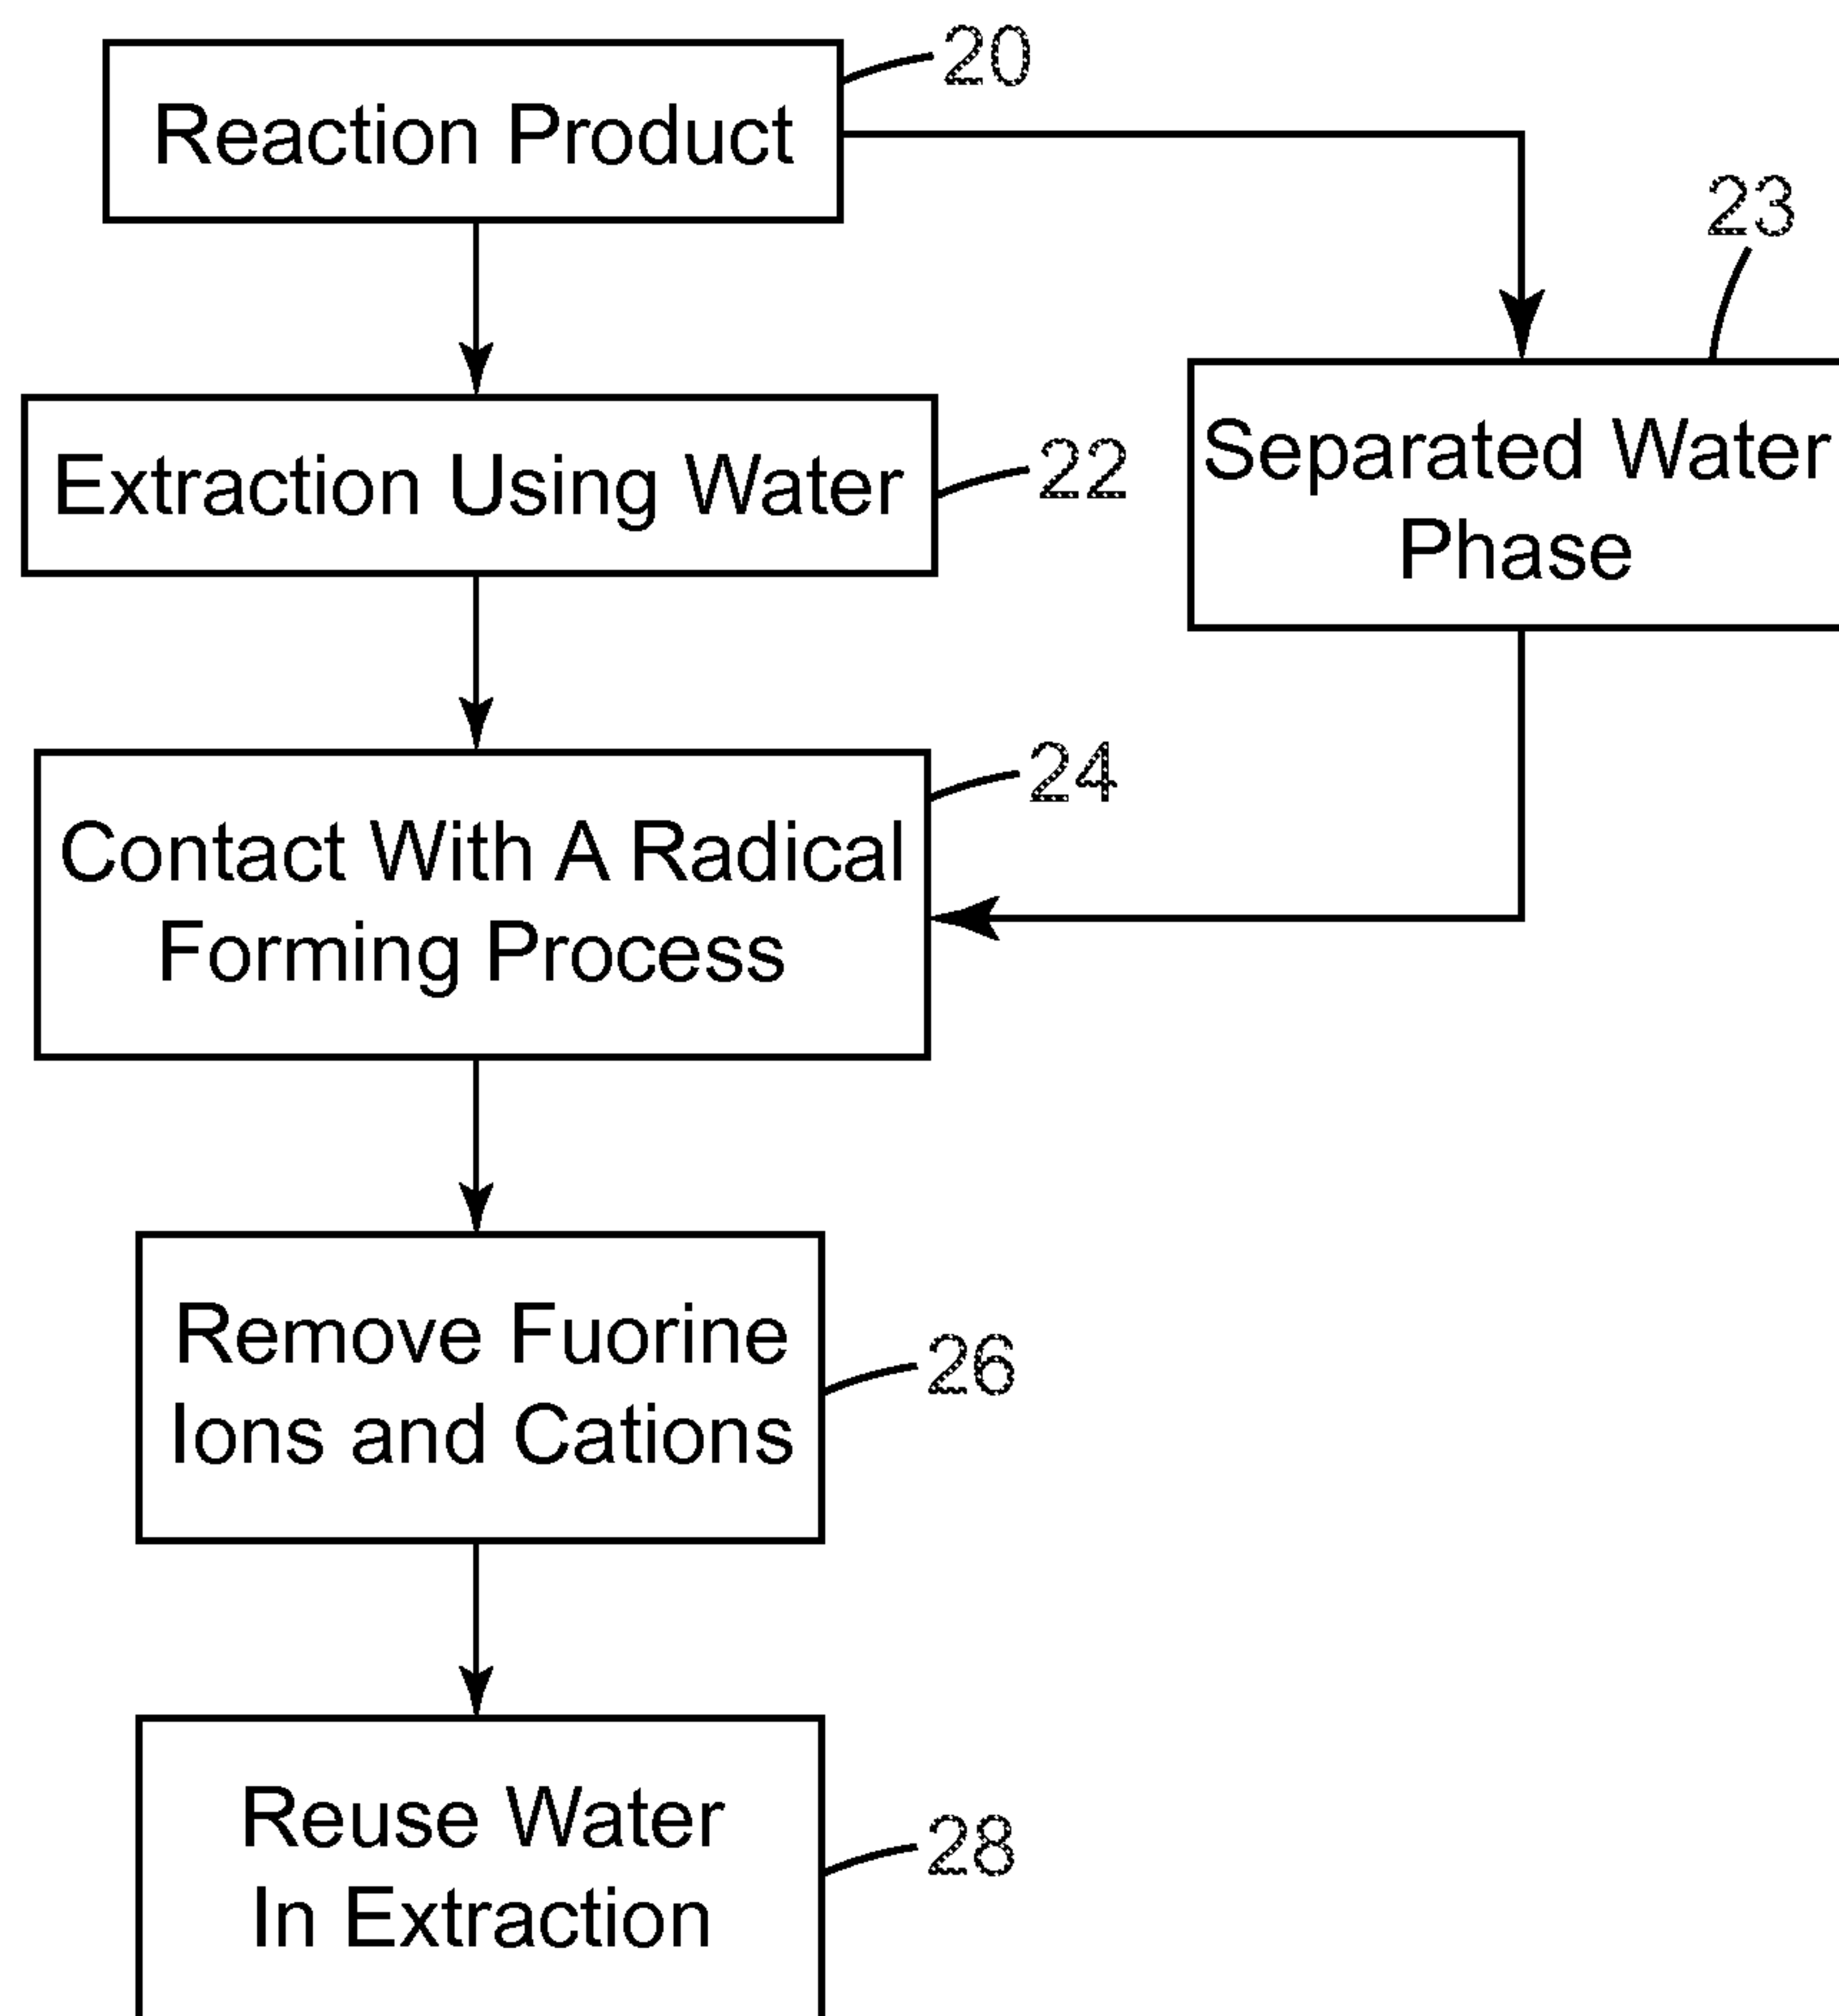 20
Reaction Product
23
Extraction Using Water
22
Separated Water
Phase
24
Contact With A Radical
Forming Process
Remove Fuorine
Ions and Cations
26
Reuse Water
In Extraction
28